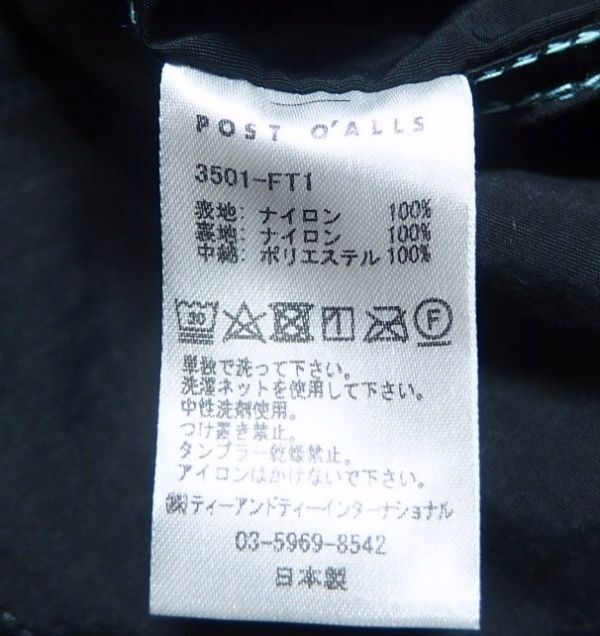 POST O'ALLS
3501-FT1
表地: ナイロン 100%
裏地: ナイロン 100%
中綿: ポリエステル 100%
30 F
単独で洗って下さい。
洗濯ネットを使用して下さい。
中性洗剤使用。
つけ置き禁止。
タンブラー乾燥禁止。
アイロンはかけないで下さい。
㈱ティーアンドティーインターナショナル
03-5969-8542
日本製